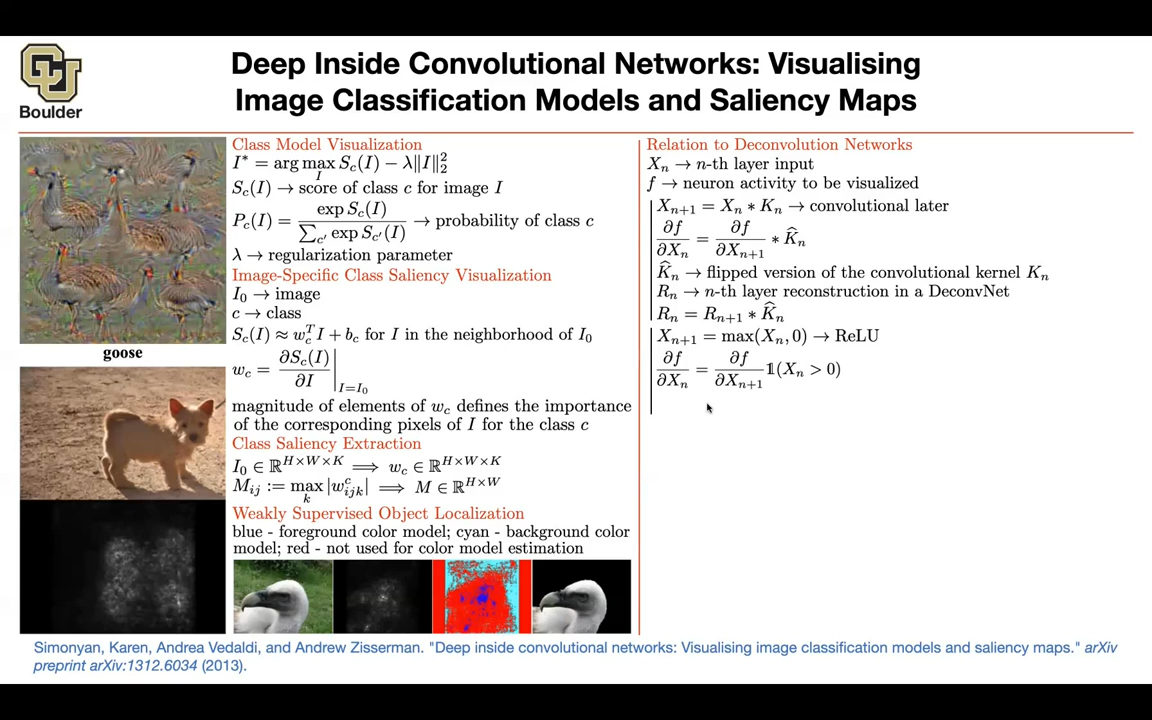 Deep Inside Convolutional Networks: Visualising
Image Classification Models and Saliency Maps
Boulder
goose
Class Model Visualization
I* = arg max_I S_c(I) − λ‖I‖₂²
S_c(I) → score of class c for image I
P_c(I) = exp S_c(I) / ∑_c′ exp S_c′(I) → probability of class c
λ → regularization parameter
Image-Specific Class Saliency Visualization
I_0 → image
c → class
S_c(I) ≈ w_c^T I + b_c for I in the neighborhood of I_0
w_c = ∂S_c(I)/∂I |_{I=I_0}
magnitude of elements of w_c defines the importance
of the corresponding pixels of I for the class c
Class Saliency Extraction
I_0 ∈ ℝ^{H×W×K} ⟹ w_c ∈ ℝ^{H×W×K}
M_ij := max_k |w^c_ijk| ⟹ M ∈ ℝ^{H×W}
Weakly Supervised Object Localization
blue - foreground color model; cyan - background color
model; red - not used for color model estimation
Relation to Deconvolution Networks
X_n → n-th layer input
f → neuron activity to be visualized
X_{n+1} = X_n * K_n → convolutional later
∂f/∂X_n = ∂f/∂X_{n+1} * K̂_n
K̂_n → flipped version of the convolutional kernel K_n
R_n → n-th layer reconstruction in a DeconvNet
R_n = R_{n+1} * K̂_n
X_{n+1} = max(X_n, 0) → ReLU
∂f/∂X_n = ∂f/∂X_{n+1} 𝟙(X_n > 0)
Simonyan, Karen, Andrea Vedaldi, and Andrew Zisserman. "Deep inside convolutional networks: Visualising image classification models and saliency maps." arXiv
preprint arXiv:1312.6034 (2013).